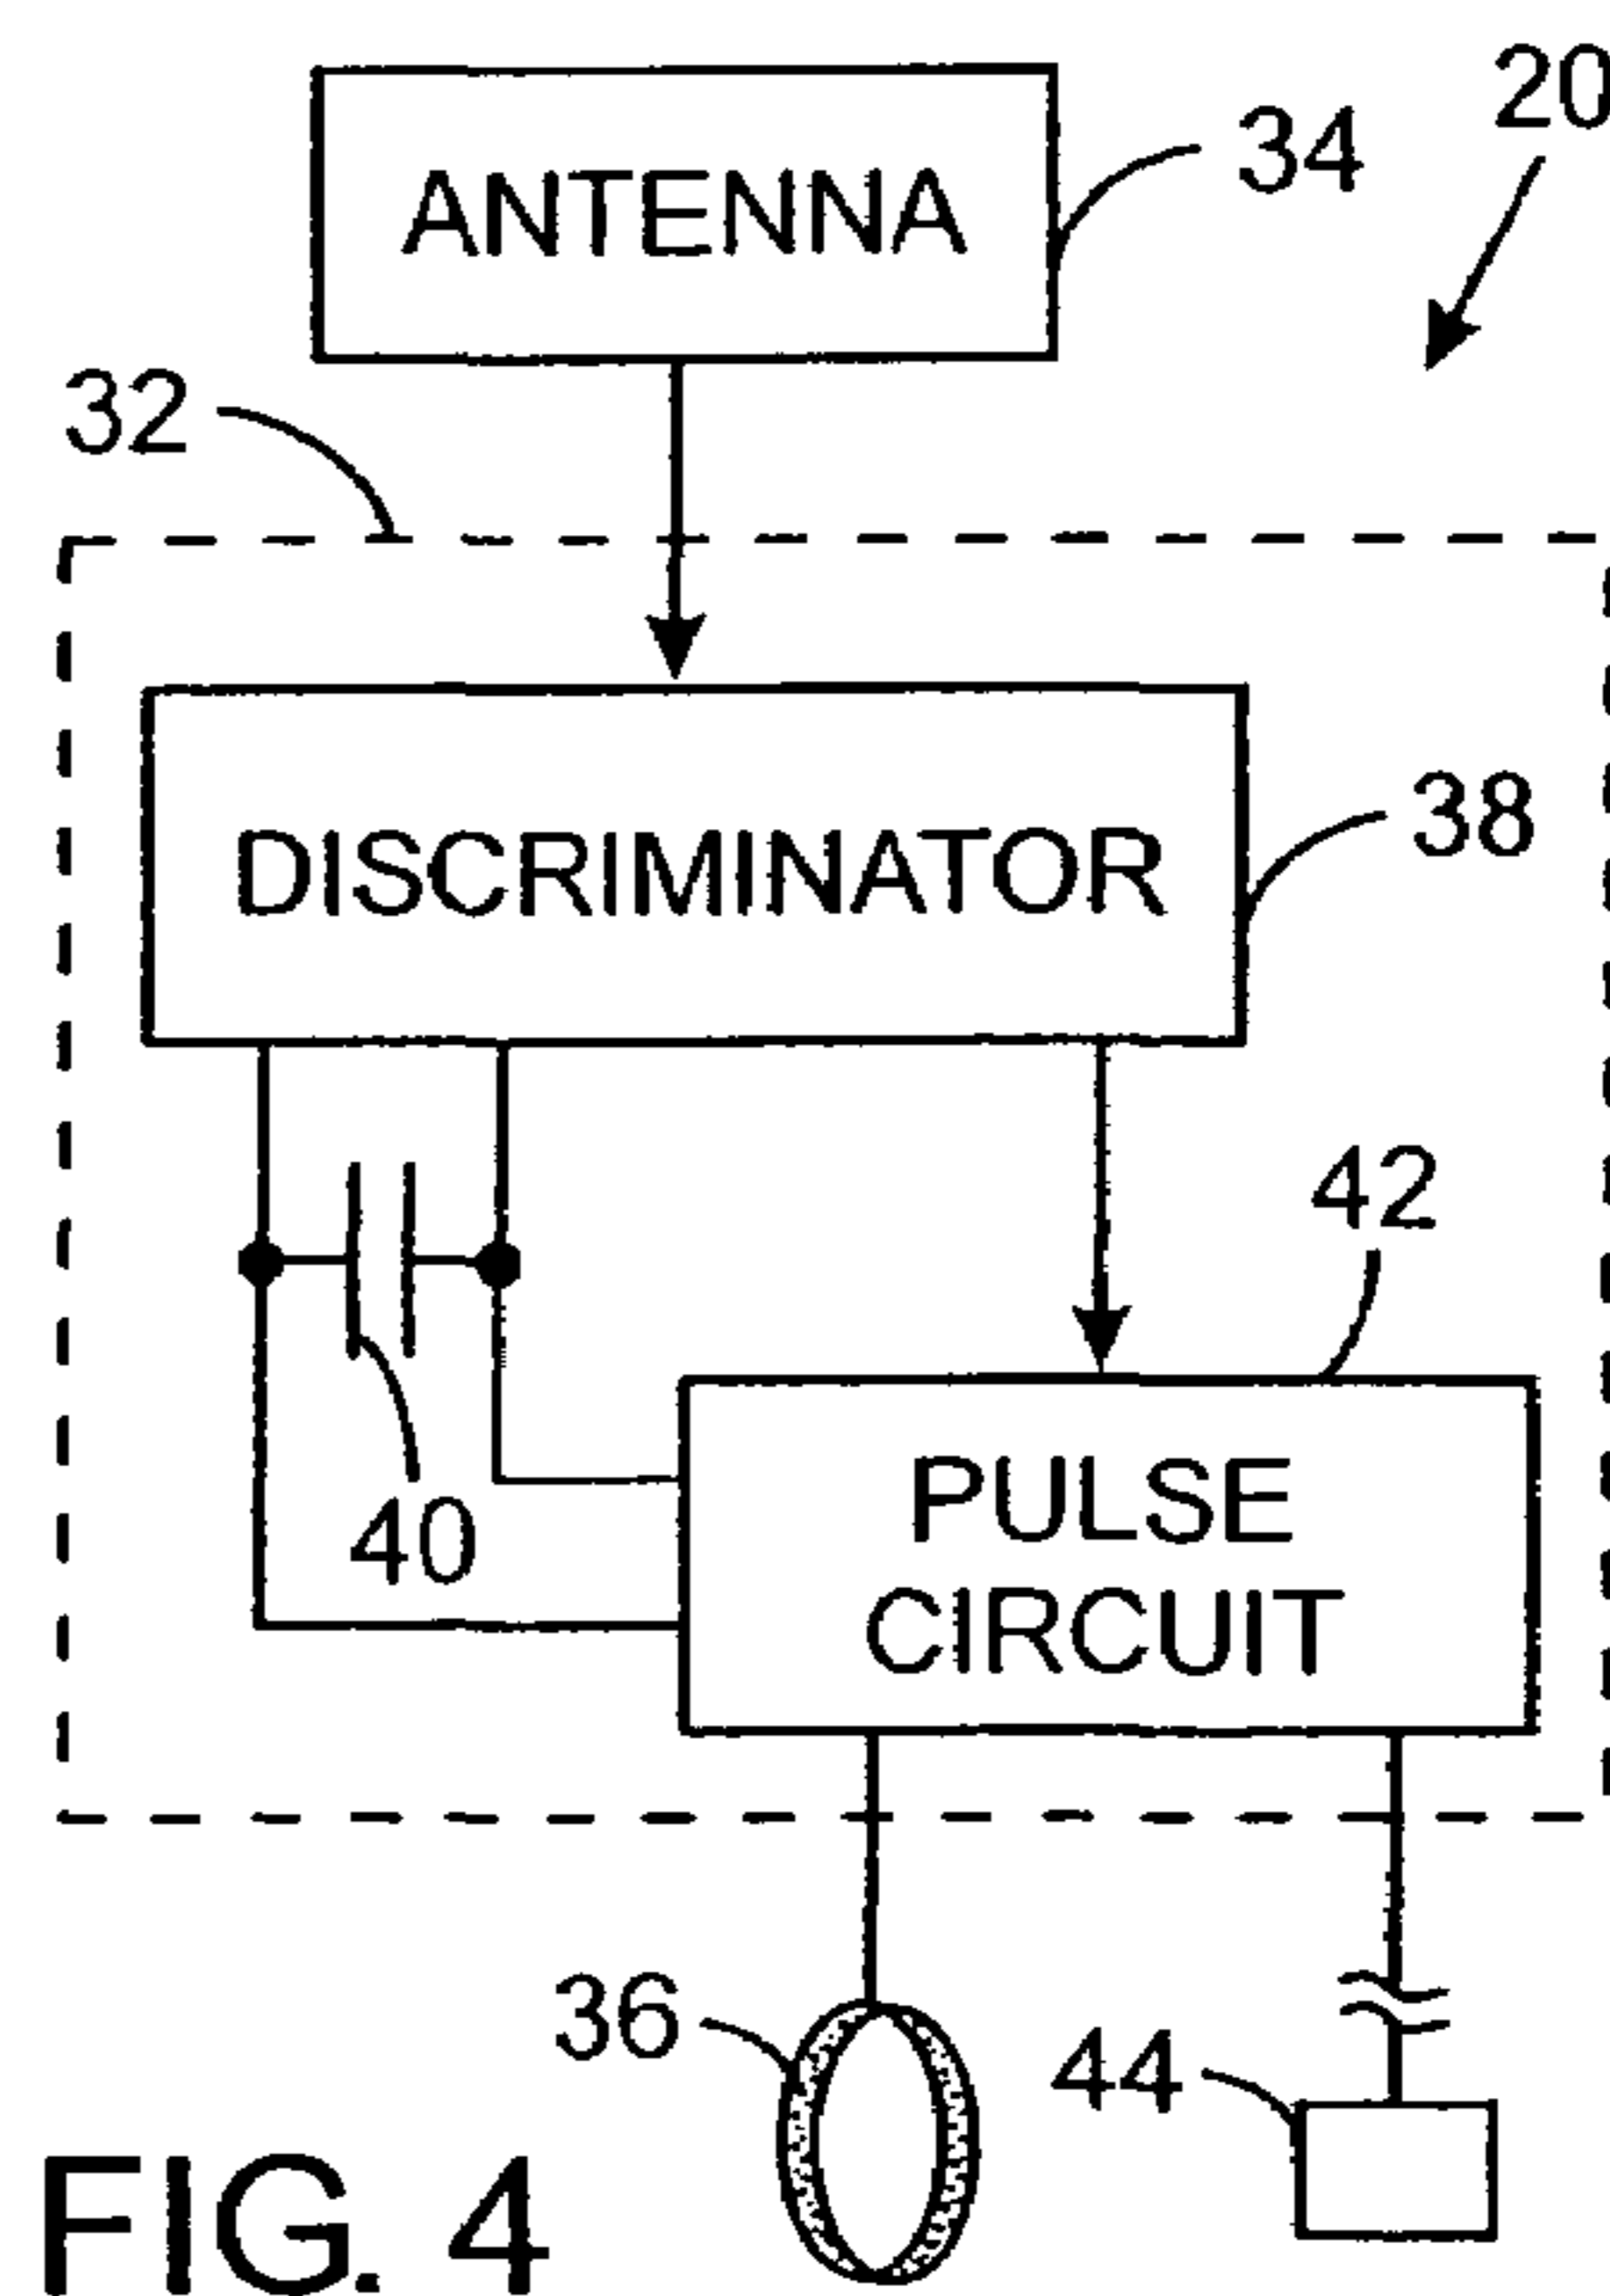 20
34
ANTENNA
32
DISCRIMINATOR
38
42
40
PULSE
CIRCUIT
36
44
FIG. 4